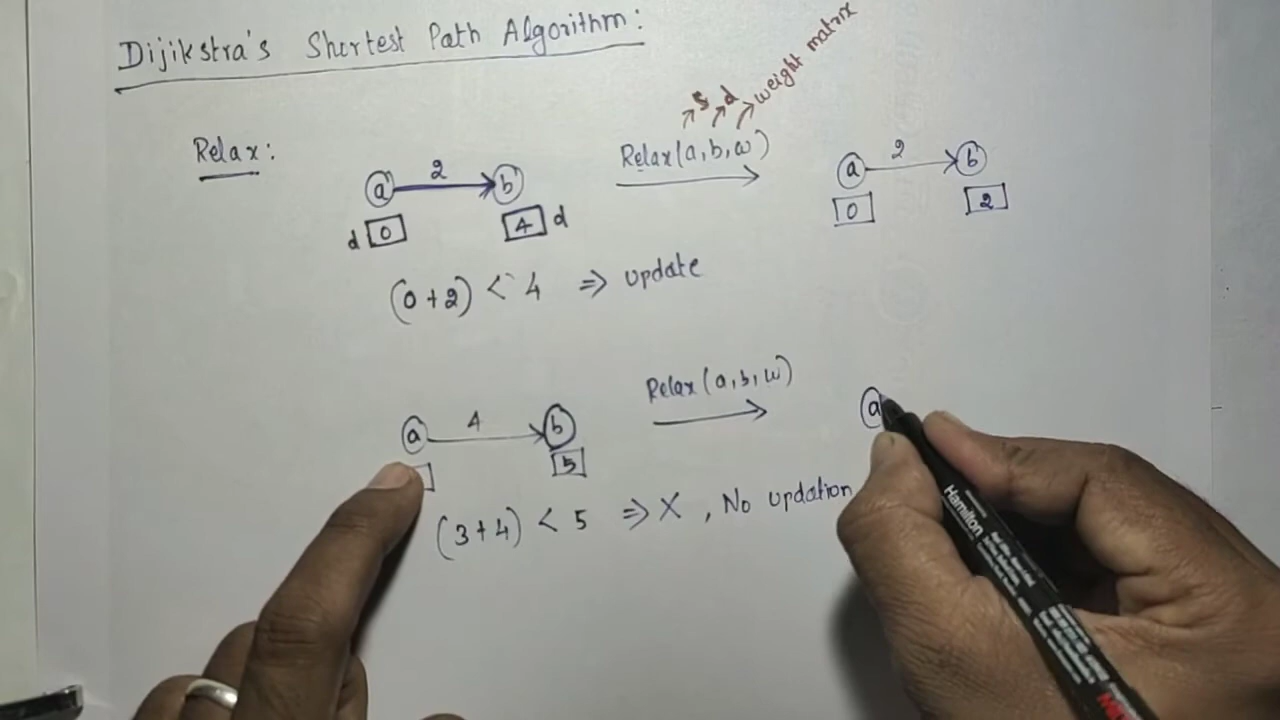 Dijikstra's Shortest Path Algorithm:
s d weight matrix
Relax:
a 2 b Relax(a,b,w) a 2 b
d 0 4 d 0 2
(0+2) < 4 ⇒ update
a 4 b Relax(a,b,w) a
5
(3+4) < 5 ⇒ X, No updation
Hamilton